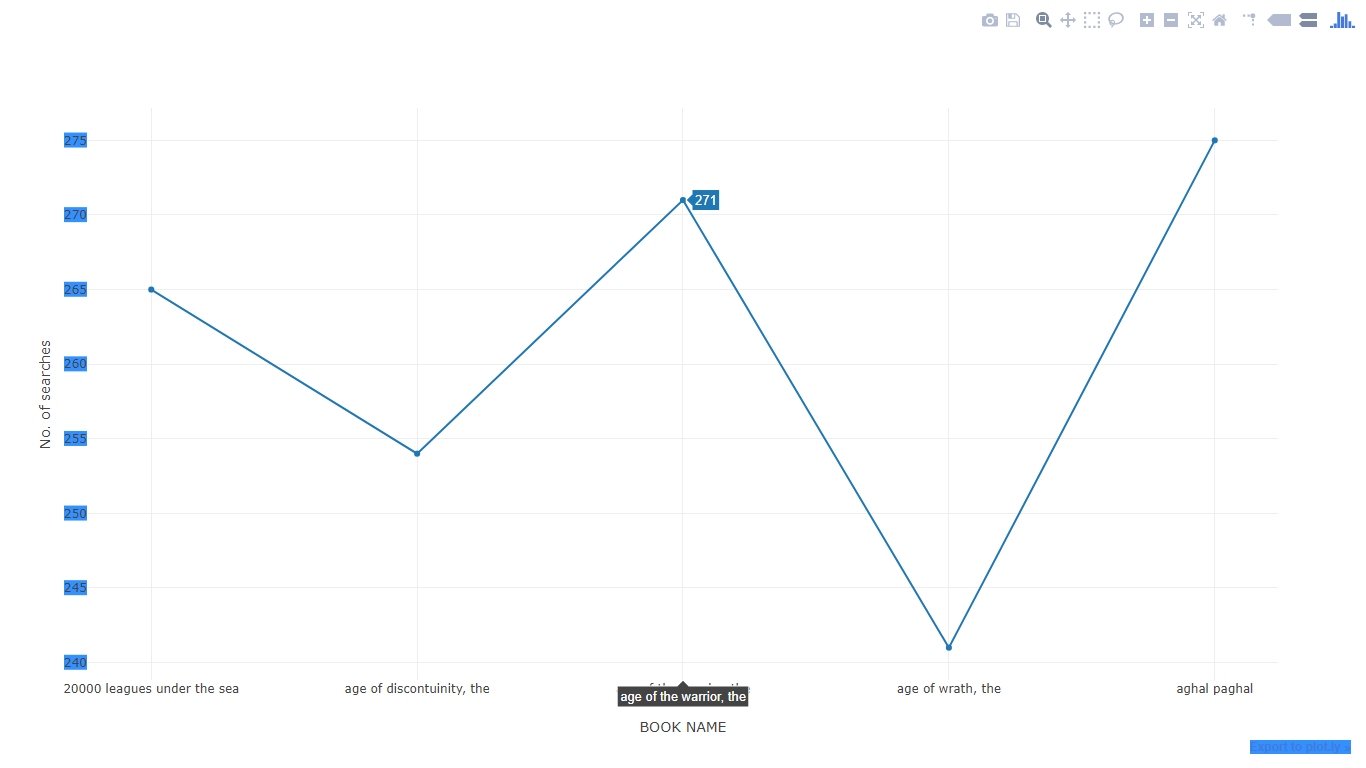 275
271
270
265
260
255
250
245
240
No. of searches
20000 leagues under the sea
age of discontuinity, the
age of the warrior, the
age of wrath, the
aghal paghal
BOOK NAME
Export to plot.ly »